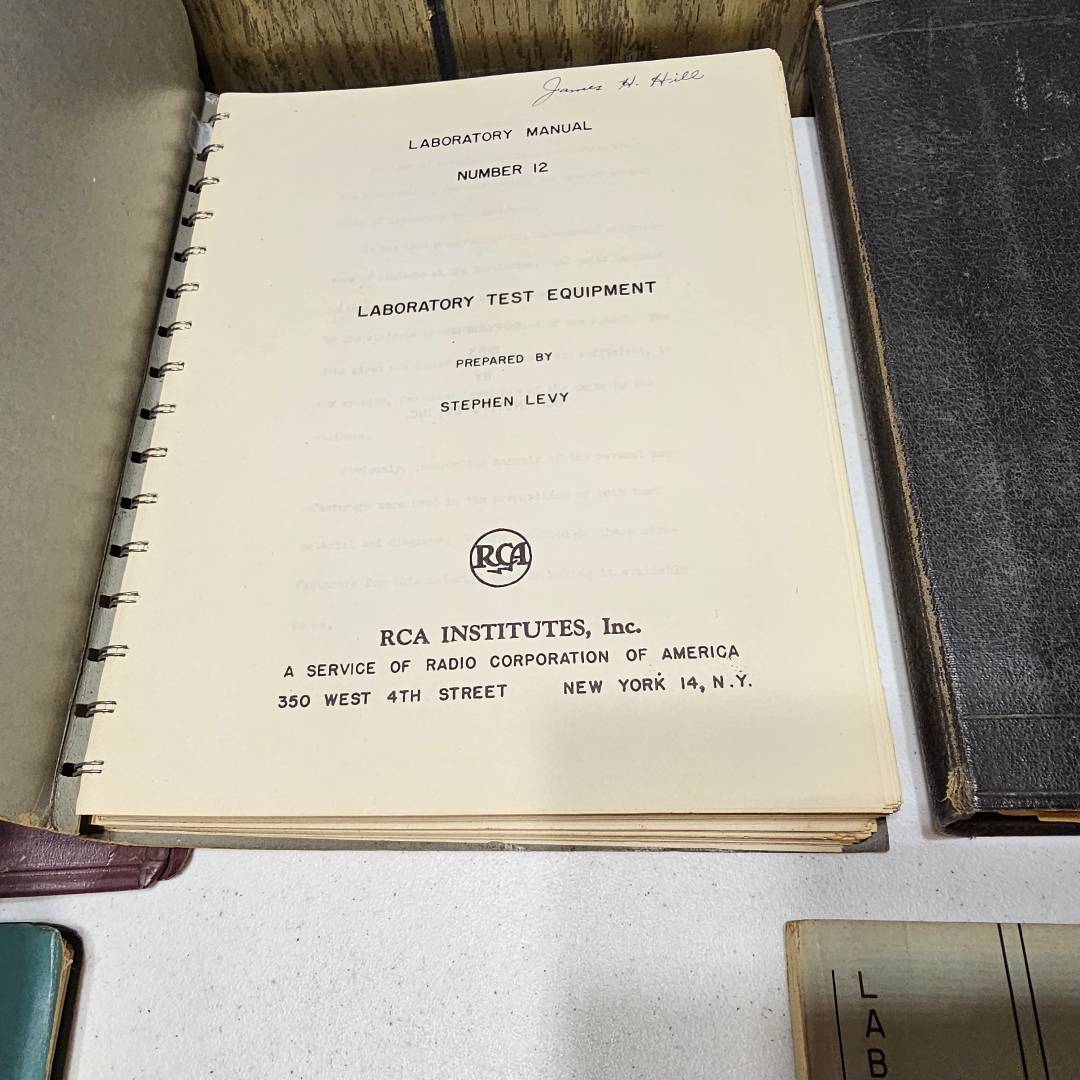 James H. Hill
LABORATORY MANUAL
NUMBER 12
LABORATORY TEST EQUIPMENT
PREPARED BY
STEPHEN LEVY
RCA
RCA INSTITUTES, Inc.
A SERVICE OF RADIO CORPORATION OF AMERICA
350 WEST 4TH STREET NEW YORK 14, N.Y.
L
A
B